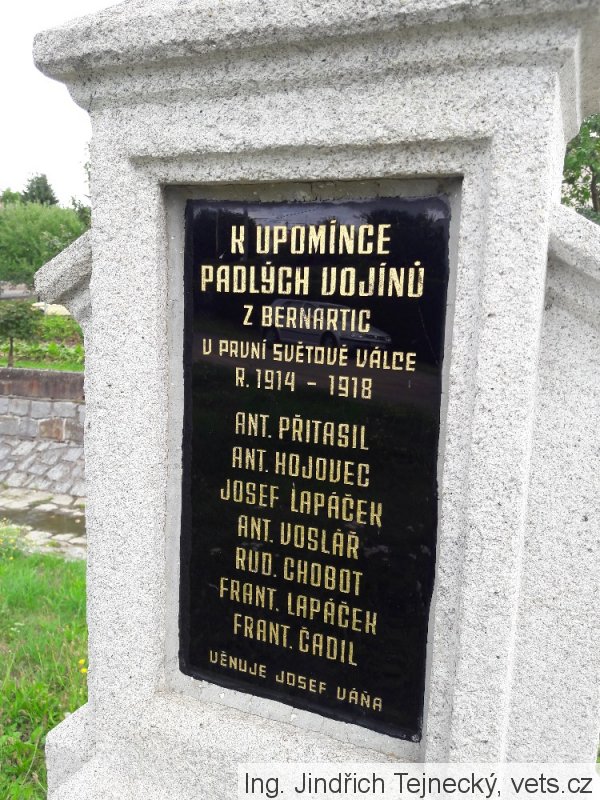 K UPOMÍNCE
PADLÝCH VOJÍNŮ
Z BERNARTIC
V PRVNÍ SVĚTOVÉ VÁLCE
R. 1914 - 1918
ANT. PŘITASIL
ANT. HOJOVEC
JOSEF LAPÁČEK
ANT. VOSLÁŘ
RUD. CHOBOT
FRANT. LAPÁČEK
FRANT. ČADIL
VĚNUJE JOSEF VÁŇA
Ing. Jindřich Tejnecký, vets.cz